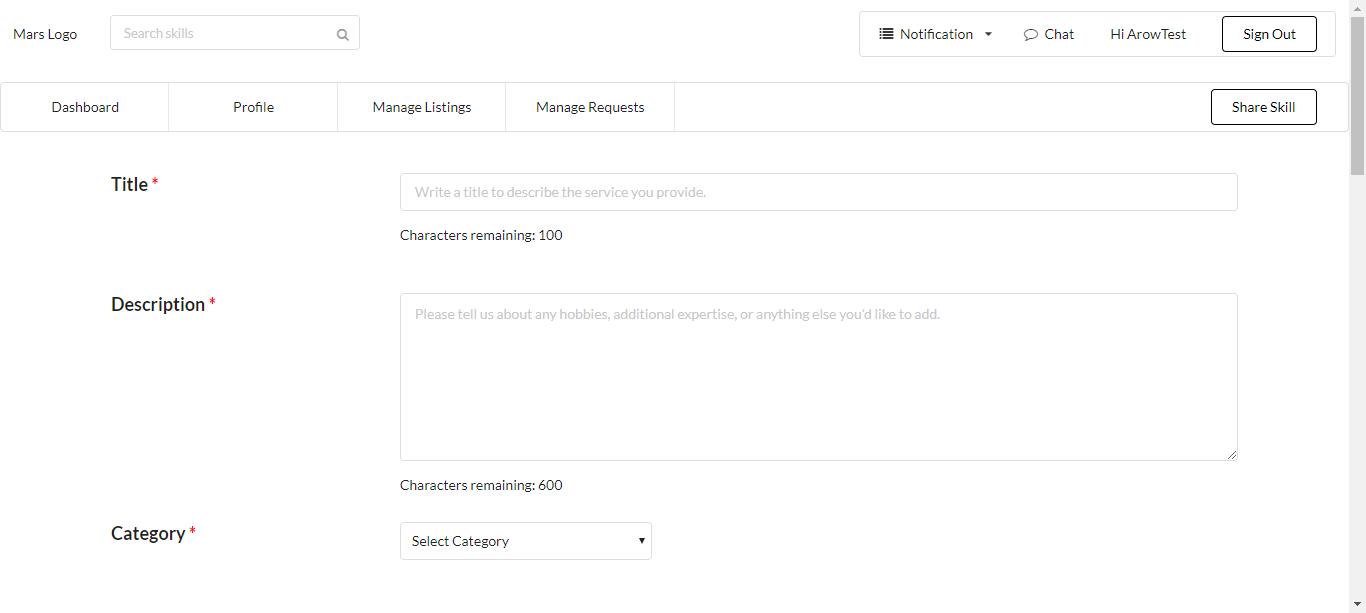 Mars Logo
Search skills
Notification
Chat
Hi ArowTest
Sign Out
Dashboard
Profile
Manage Listings
Manage Requests
Share Skill
Title *
Write a title to describe the service you provide.
Characters remaining: 100
Description *
Please tell us about any hobbies, additional expertise, or anything else you'd like to add.
Characters remaining: 600
Category *
Select Category